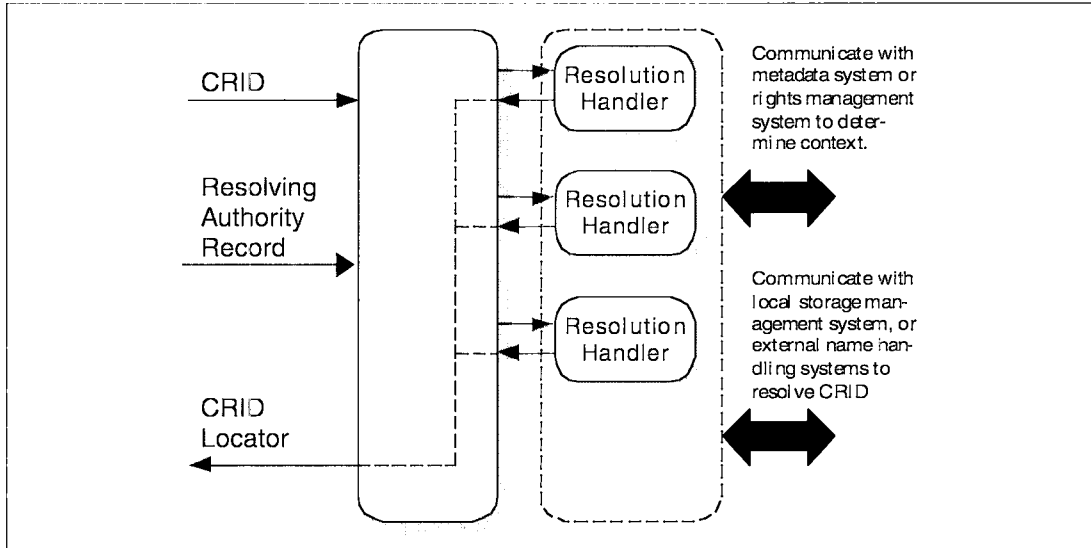 CRID
Resolving
Authority
Record
CRID
Locator
Resolution
Handler
Resolution
Handler
Resolution
Handler
Communicate with
metadata system or
rights management
system to deter-
mine context.
Communicate with
local storage man-
agement system, or
external name han-
dling systems to
resolve CRID